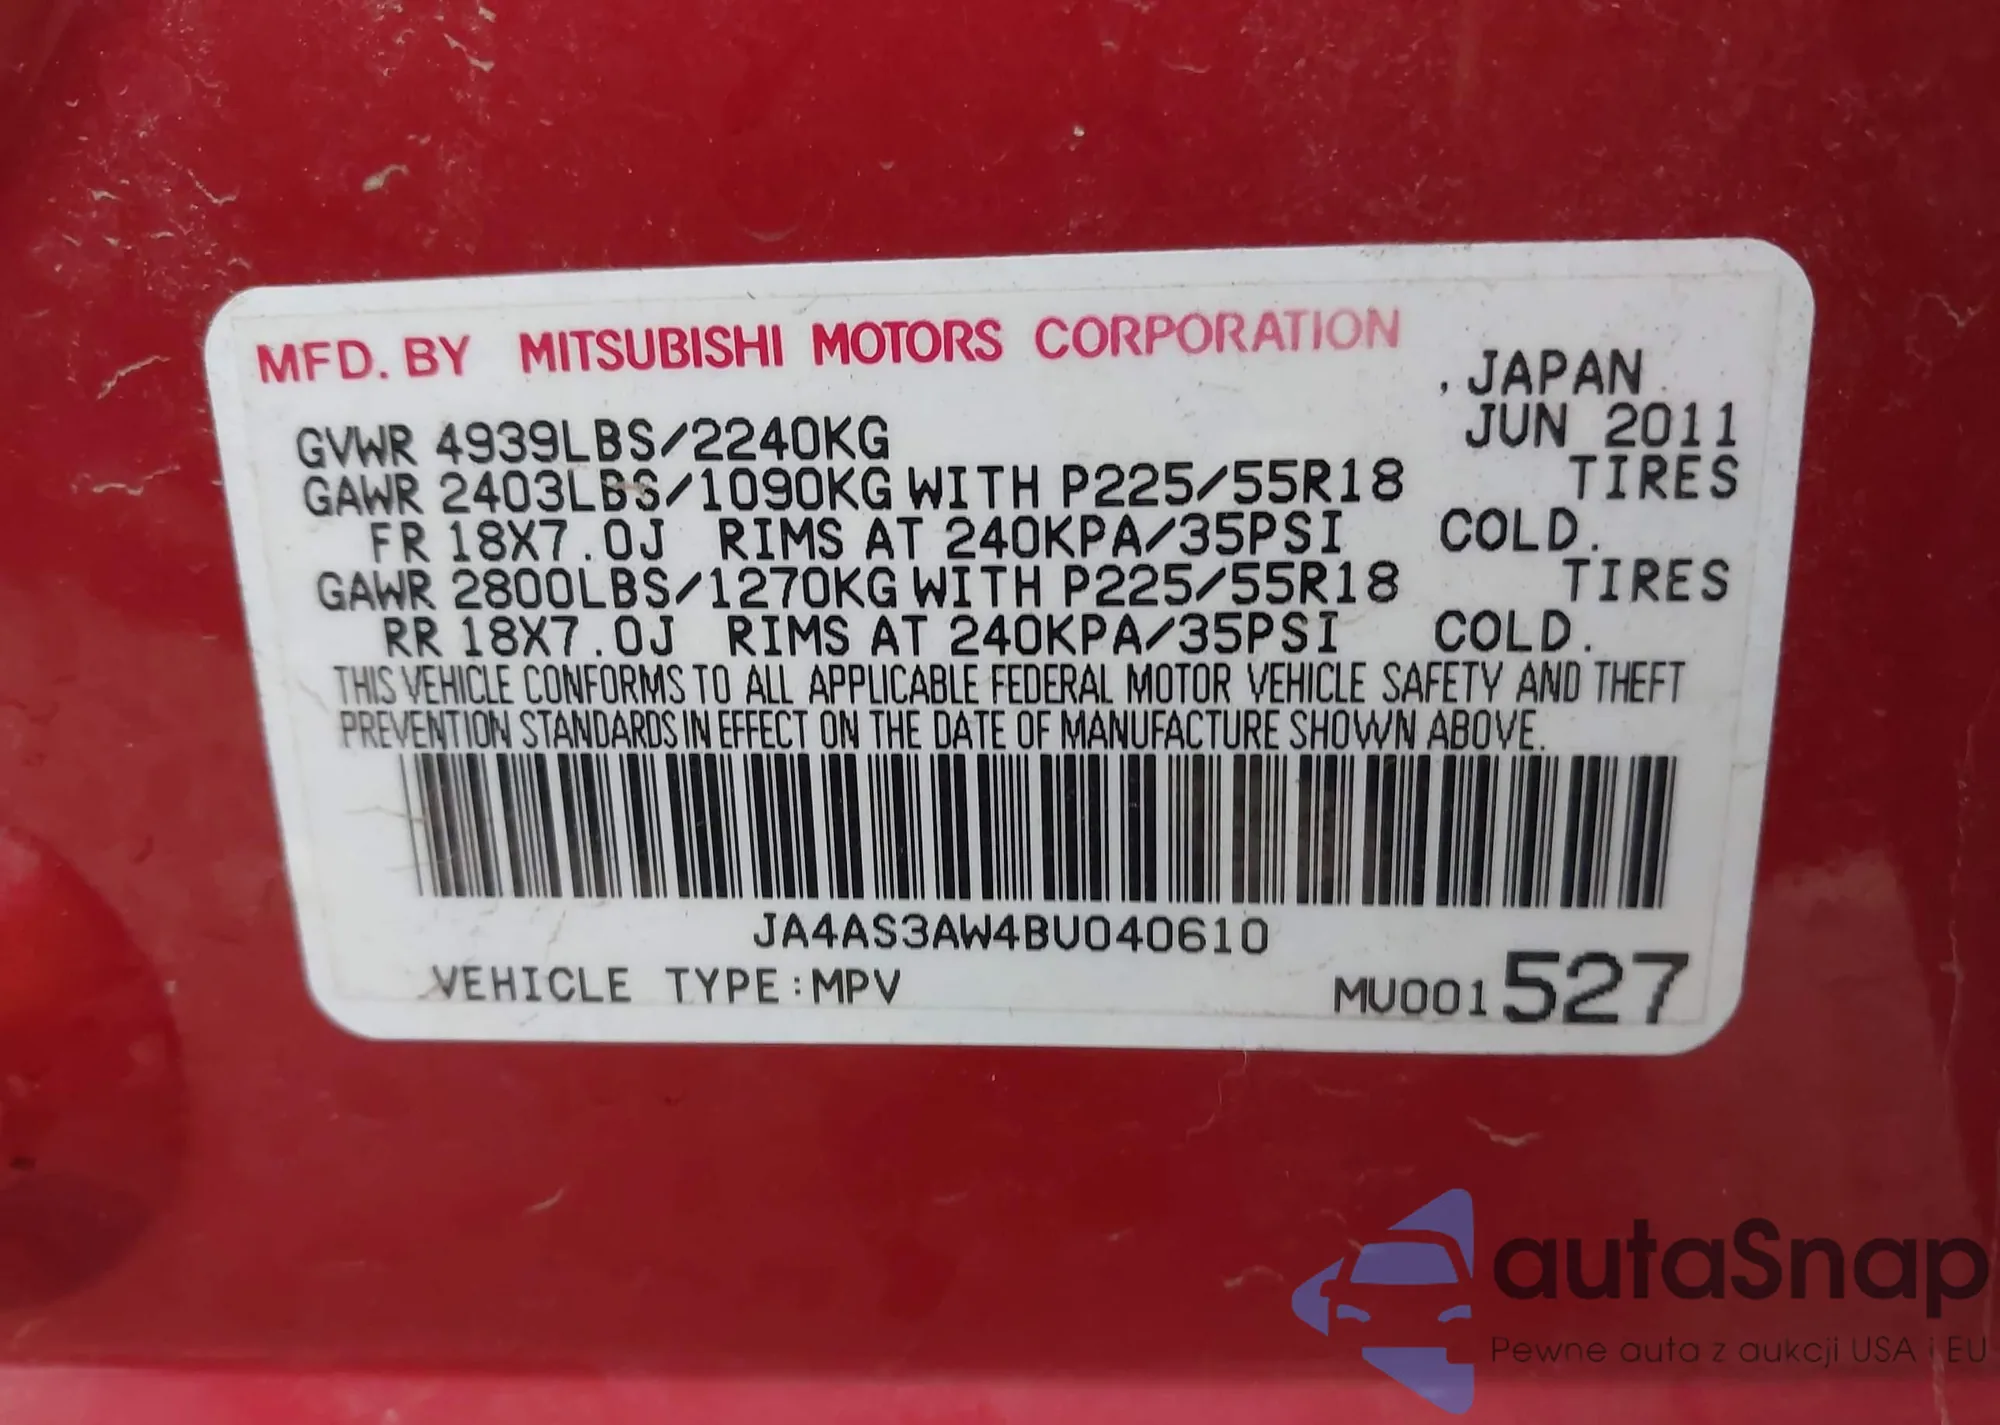 MFD. BY MITSUBISHI MOTORS CORPORATION
, JAPAN
GVWR 4939LBS/2240KG JUN 2011
GAWR 2403LBS/1090KG WITH P225/55R18 TIRES
FR 18X7.0J RIMS AT 240KPA/35PSI COLD.
GAWR 2800LBS/1270KG WITH P225/55R18 TIRES
RR 18X7.0J RIMS AT 240KPA/35PSI COLD.
THIS VEHICLE CONFORMS TO ALL APPLICABLE FEDERAL MOTOR VEHICLE SAFETY AND THEFT
PREVENTION STANDARDS IN EFFECT ON THE DATE OF MANUFACTURE SHOWN ABOVE.
JA4AS3AW4BU040610
VEHICLE TYPE:MPV MU001527
autaSnap
Pewne auta z aukcji USA i EU